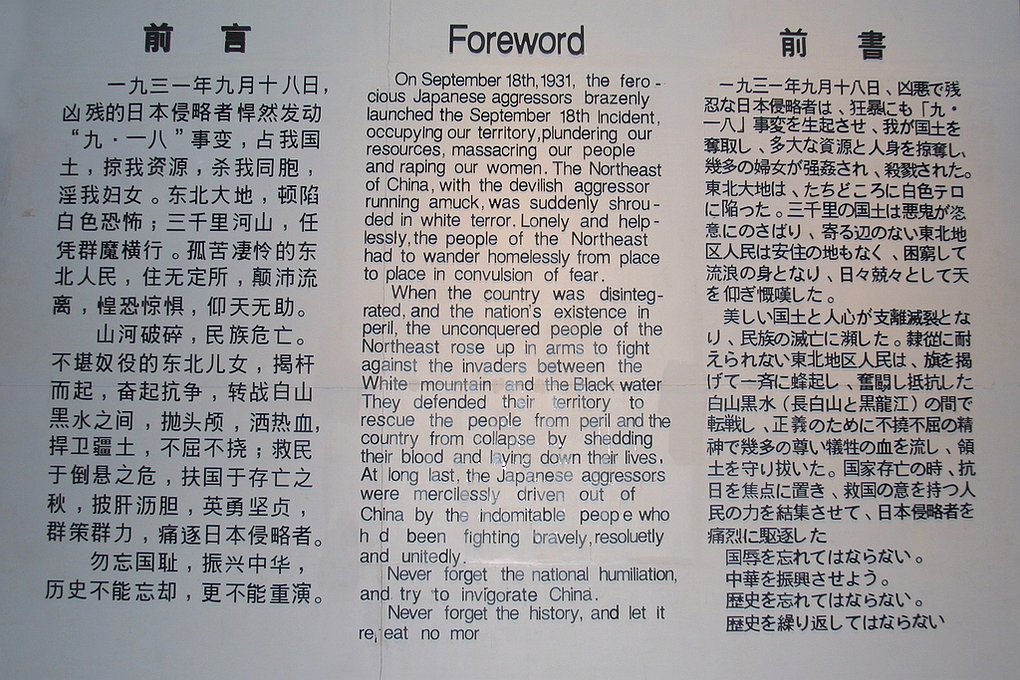 前言
一九三一年九月十八日，
凶残的日本侵略者悍然发动
“九·一八”事变，占我国
土，掠我资源，杀我同胞，
淫我妇女。东北大地，顿陷
白色恐怖；三千里河山，任
凭群魔横行。孤苦凄怜的东
北人民，住无定所，颠沛流
离，惶恐惊惧，仰天无助。
山河破碎，民族危亡。
不堪奴役的东北儿女，揭杆
而起，奋起抗争，转战白山
黑水之间，抛头颅，洒热血，
捍卫疆土，不屈不挠；救民
于倒悬之危，扶国于存亡之
秋，披肝沥胆，英勇坚贞，
群策群力，痛逐日本侵略者。
勿忘国耻，振兴中华，
历史不能忘却，更不能重演。
Foreword
On September 18th,1931, the fero-
cious Japanese aggressors brazenly
launched the September 18th Incident,
occupying our territory,plundering our
resources, massacring our people
and raping our women. The Northeast
of China, with the devilish aggressor
running amuck, was suddenly shrou-
ded in white terror. Lonely and help-
lessly,the people of the Northeast
had to wander homelessly from place
to place in convulsion of fear.
When the country was disinteg-
rated, and the nation's existence in
peril, the unconquered people of the
Northeast rose up in arms to fight
against the invaders between the
White mountain and the Black water
They defended their territory to
rescue the people from peril and the
country from collapse by shedding
their blood and laying down their lives.
At long last, the Japanese aggressors
were mercilessly driven out of
China by the indomitable peop e who
h d been fighting bravely,resoluetly
and unitedly.
Never forget the national humiliation,
and try to invigorate China.
Never forget the history, and let it
re eat no mor
前書
一九三一年九月十八日、凶悪で残
忍な日本侵略者は、狂暴にも「九・
一八」事変を生起させ、我が国土を
奪取し、多大な資源と人身を掠奪し、
幾多の婦女が强姦され、殺戮された。
東北大地は、たちどころに白色テロ
に陥った。三千里の国土は悪鬼が恣
意にのさばり、寄る辺のない東北地
区人民は安住の地もなく、困窮して
流浪の身となり、日々兢々として天
を仰ぎ慨嘆した。
美しい国土と人心が支離滅裂とな
り、民族の滅亡に瀕した。隷従に耐
えられない東北地区人民は、旗を掲
げて一斉に蜂起し、奮闘し抵抗した
白山黒水（長白山と黒龍江）の間で
転戦し、正義のために不撓不屈の精
神で幾多の尊い犠牲の血を流し、領
土を守り抜いた。国家存亡の時、抗
日を焦点に置き、救国の意を持つ人
民の力を結集させて、日本侵略者を
痛烈に駆逐した
国辱を忘れてはならない。
中華を振興させよう。
歴史を忘れてはならない。
歴史を繰り返してはならない